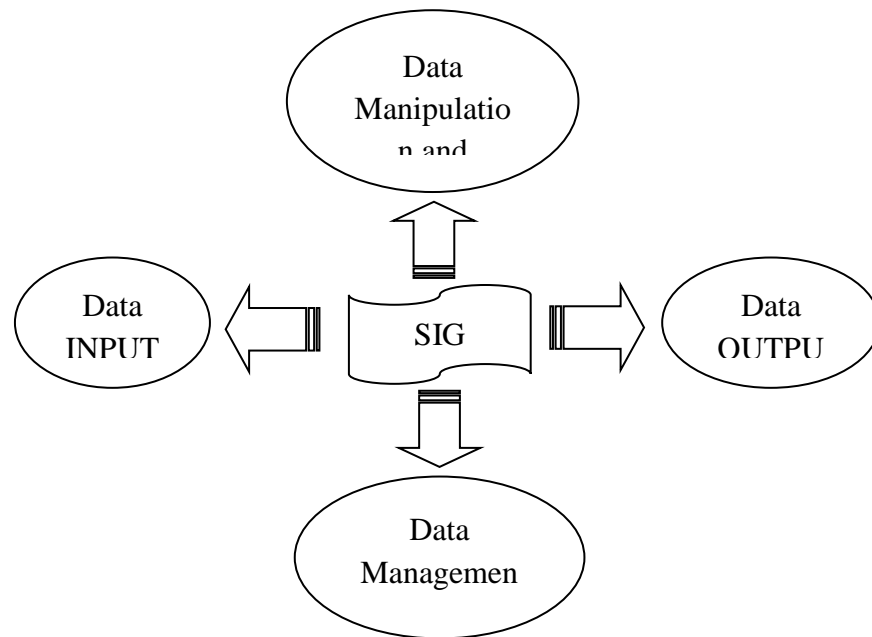 Data
Manipulatio
n and
Data
INPUT
SIG
Data
OUTPU
Data
Managemen